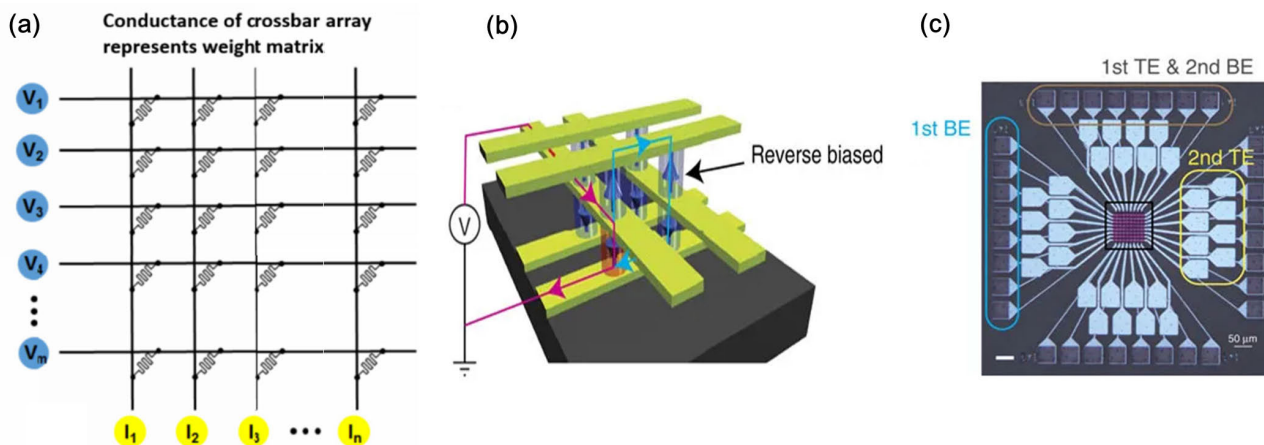 (a)
Conductance of crossbar array
represents weight matrix
V1
V2
V3
V4
Vm
I1
I2
I3
In
(b)
V
Reverse biased
(c)
1st TE & 2nd BE
1st BE
2nd TE
50 μm